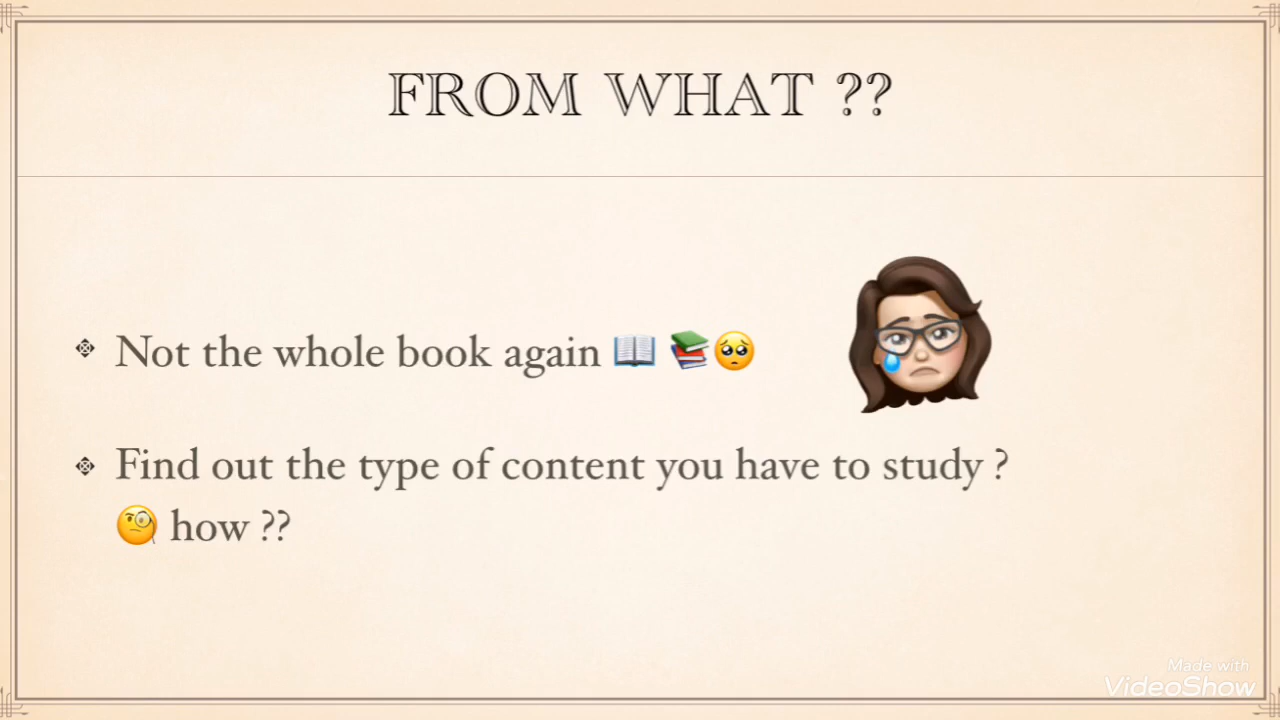 FROM WHAT ??
Not the whole book again 📖 📚🥺
Find out the type of content you have to study ?
🧐 how ??
Made with
VideoShow